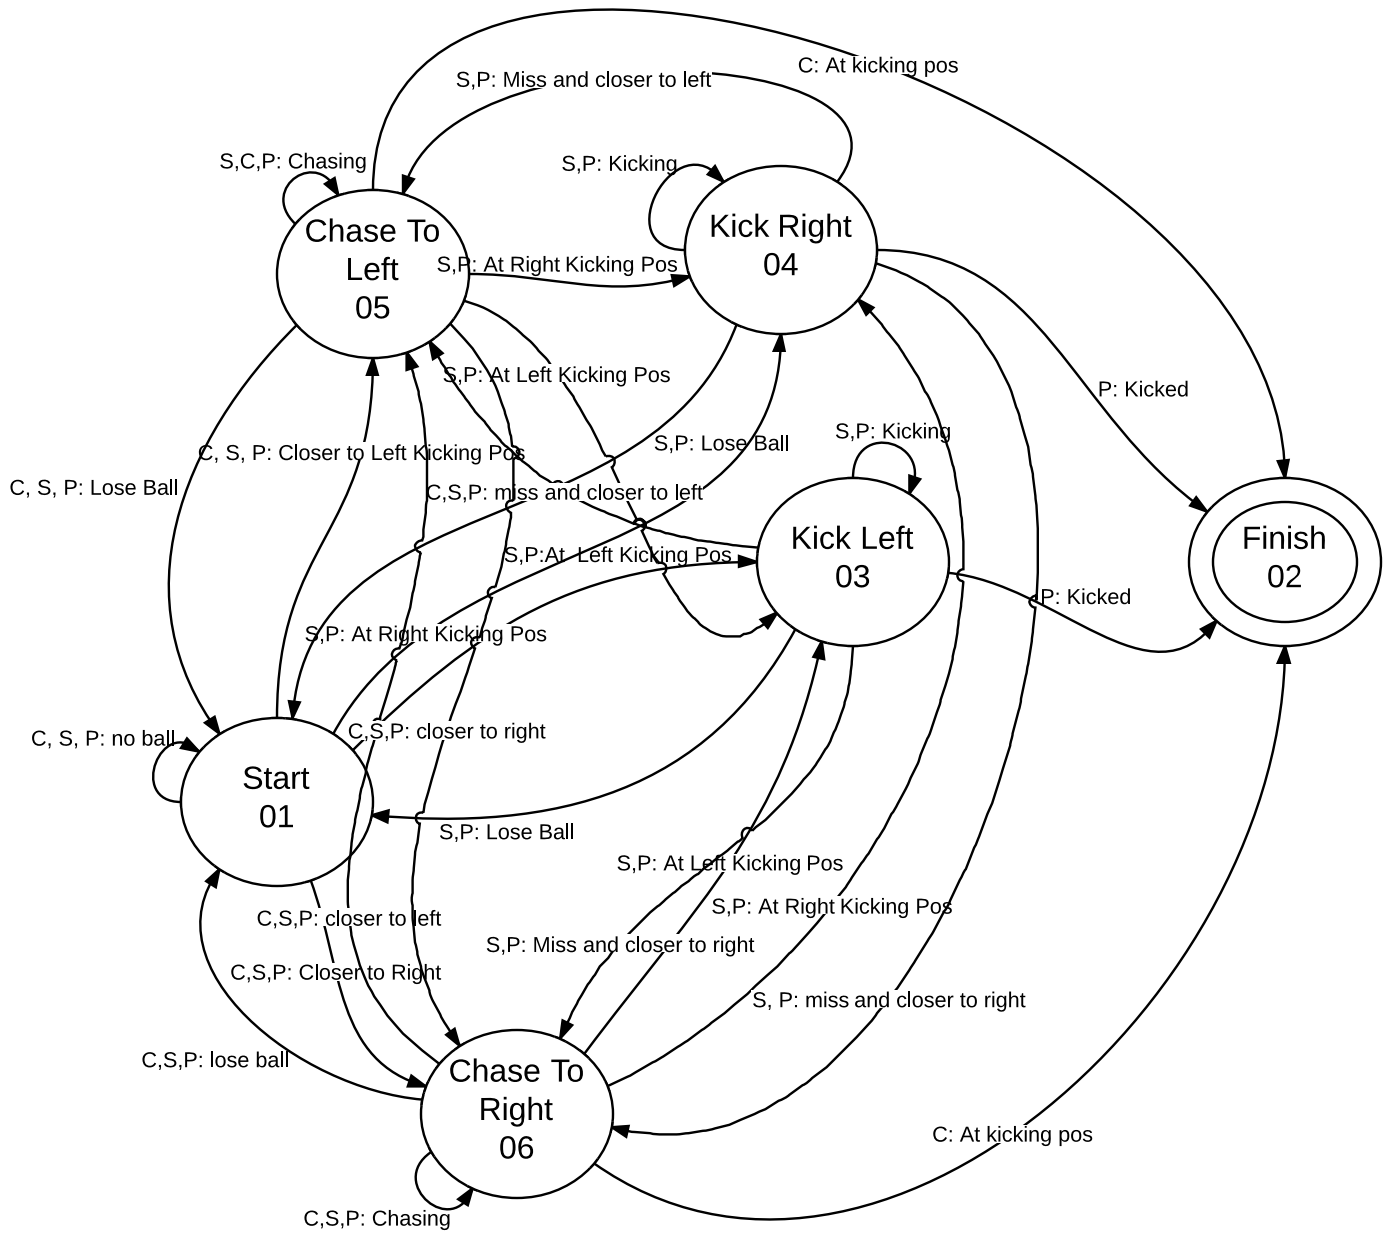 C: At kicking pos
S,P: Miss and closer to left
S,C,P: Chasing
S,P: Kicking
Chase To
Left
05
Kick Right
04
S,P: At Right Kicking Pos
S,P: At Left Kicking Pos
P: Kicked
S,P: Kicking
S,P: Lose Ball
C, S, P: Closer to Left Kicking Pos
C, S, P: Lose Ball
C,S,P: miss and closer to left
Kick Left
03
Finish
02
S,P:At Left Kicking Pos
P: Kicked
S,P: At Right Kicking Pos
C,S,P: closer to right
C, S, P: no ball
Start
01
S,P: Lose Ball
S,P: At Left Kicking Pos
S,P: At Right Kicking Pos
C,S,P: closer to left
S,P: Miss and closer to right
C,S,P: Closer to Right
S, P: miss and closer to right
C,S,P: lose ball
Chase To
Right
06
C: At kicking pos
C,S,P: Chasing